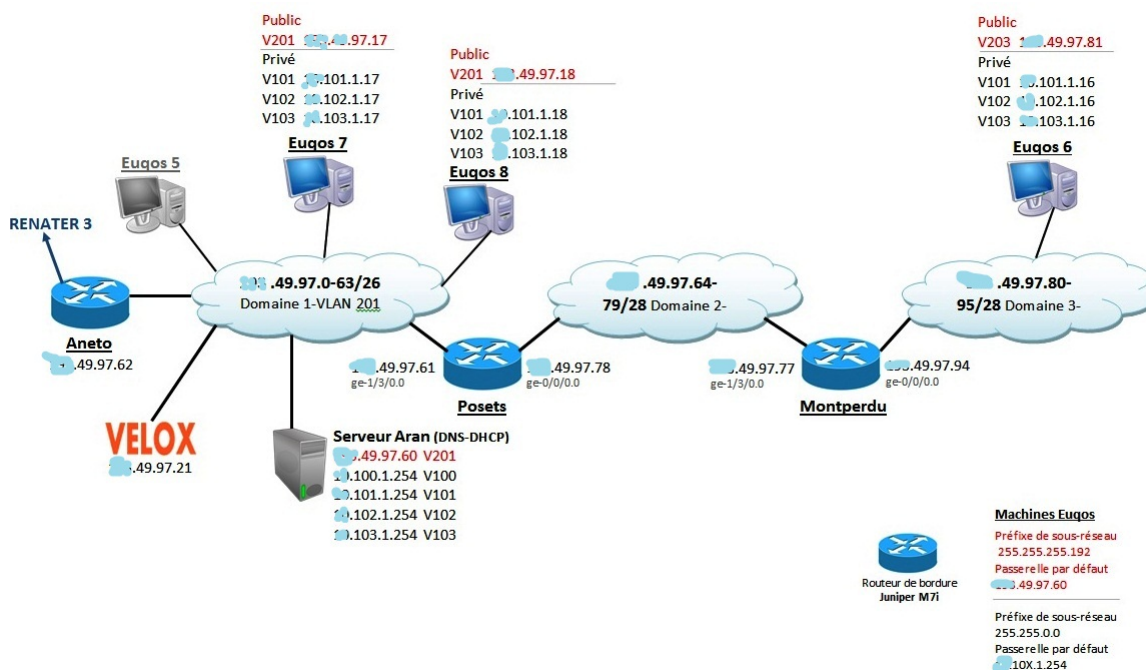 Public
V201 .49.97.17
Privé
V101 .101.1.17
V102 .102.1.17
V103 .103.1.17
Euqos 7
Public
V201 .49.97.18
Privé
V101 .101.1.18
V102 .102.1.18
V103 .103.1.18
Euqos 8
Public
V203 .49.97.81
Privé
V101 .101.1.16
V102 .102.1.16
V103 .103.1.16
Euqos 6
Euqos 5
RENATER 3
Aneto
.49.97.62
.49.97.0-63/26
Domaine 1-VLAN 201
.49.97.64-
79/28 Domaine 2-
.49.97.80-
95/28 Domaine 3-
.49.97.61
ge-1/3/0.0
.49.97.78
ge-0/0/0.0
Posets
.49.97.77
ge-1/3/0.0
.49.97.94
ge-0/0/0.0
Montperdu
VELOX
.49.97.21
Serveur Aran (DNS-DHCP)
.49.97.60 V201
.100.1.254 V100
.101.1.254 V101
.102.1.254 V102
.103.1.254 V103
Routeur de bordure
Juniper M7i
Machines Euqos
Préfixe de sous-réseau
255.255.255.192
Passerelle par défaut
.49.97.60
Préfixe de sous-réseau
255.255.0.0
Passerelle par défaut
.10X.1.254